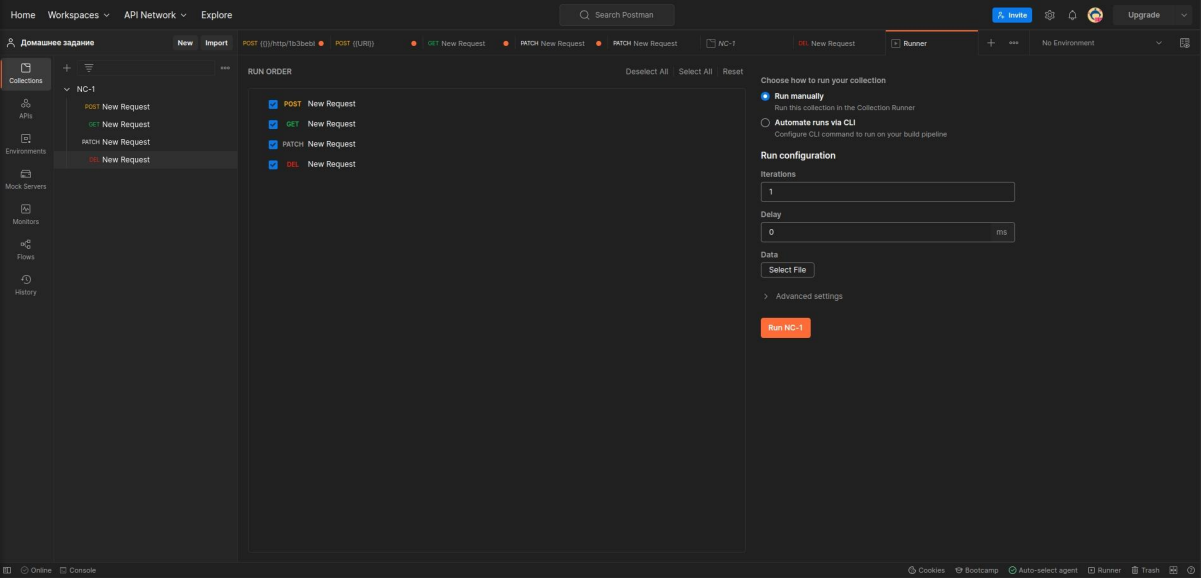 Home Workspaces API Network Explore Search Postman Invite Upgrade
Домашнее задание New Import POST {{}}/http/1b3bebl POST {{URl}} GET New Request PATCH New Request PATCH New Request NC-1 DEL New Request Runner No Environment
Collections
APIs
Environments
Mock Servers
Monitors
Flows
History
NC-1
POST New Request
GET New Request
PATCH New Request
DEL New Request
RUN ORDER Deselect All Select All Reset
POST New Request
GET New Request
PATCH New Request
DEL New Request
Choose how to run your collection
Run manually
Run this collection in the Collection Runner
Automate runs via CLI
Configure CLI command to run on your build pipeline
Run configuration
Iterations
1
Delay
0 ms
Data
Select File
Advanced settings
Run NC-1
Online Console Cookies Bootcamp Auto-select agent Runner Trash